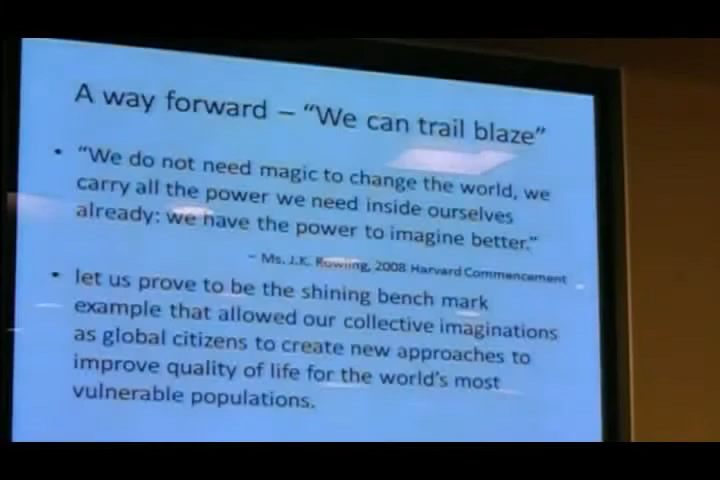 A way forward – “We can trail blaze”
• “We do not need magic to change the world, we
carry all the power we need inside ourselves
already: we have the power to imagine better.”
– Ms. J.K. Rowling, 2008 Harvard Commencement
• let us prove to be the shining bench mark
example that allowed our collective imaginations
as global citizens to create new approaches to
improve quality of life for the world's most
vulnerable populations.